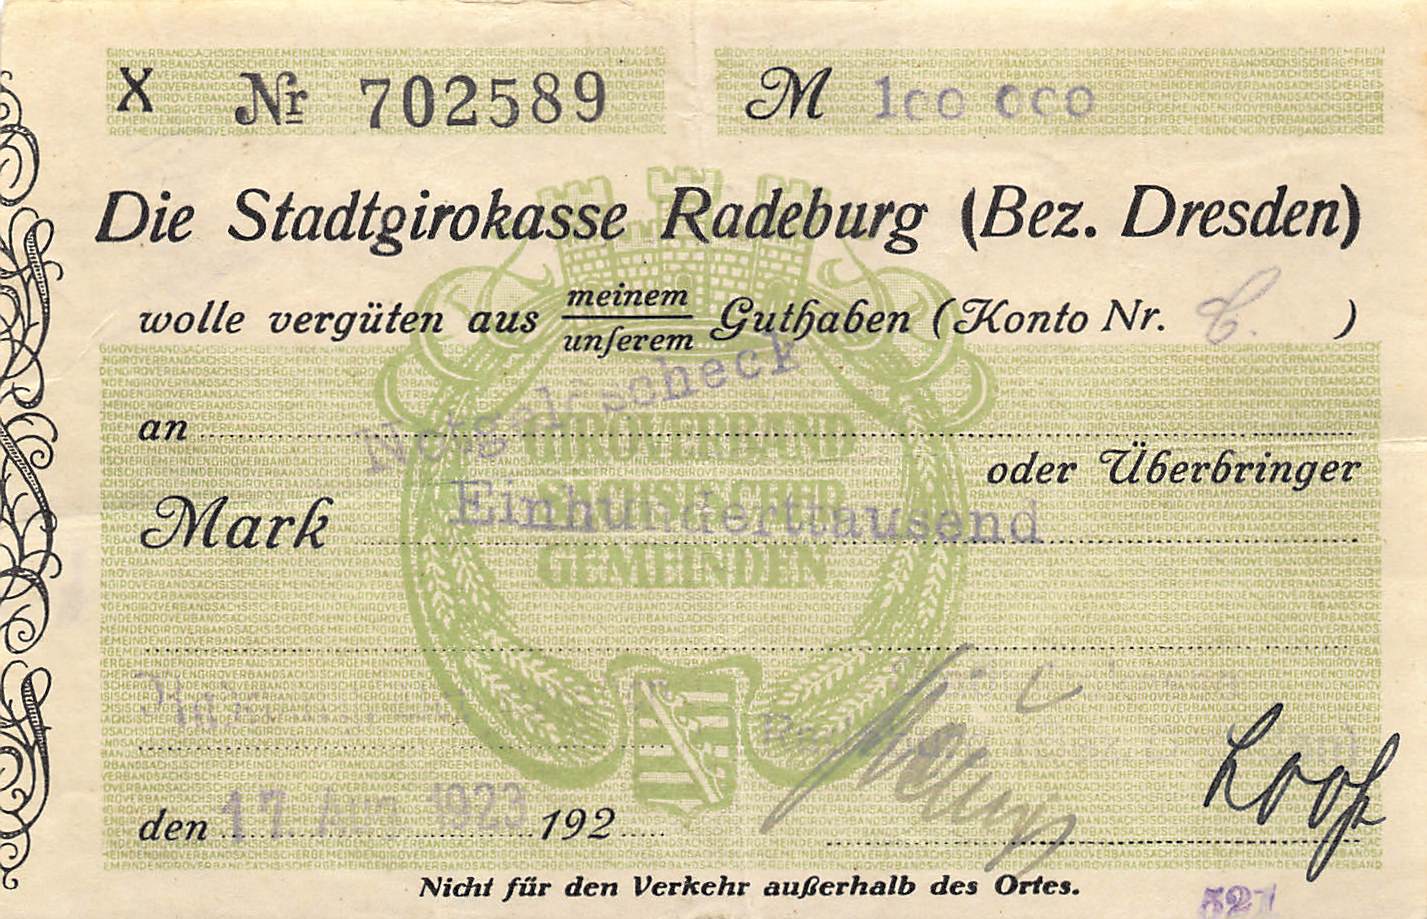 X Nr 702589 M 100 000
Die Stadtgirokasse Radeburg (Bez. Dresden)
wolle vergüten aus meinem
unserem Guthaben (Konto Nr. )
Notgeldscheck
an
oder Überbringer
GIROVERBAND
Mark Einhunderttausend
SÄCHSISCHER
GEMEINDEN
den 17. Aug. 1923 192
Nicht für den Verkehr außerhalb des Ortes.
527